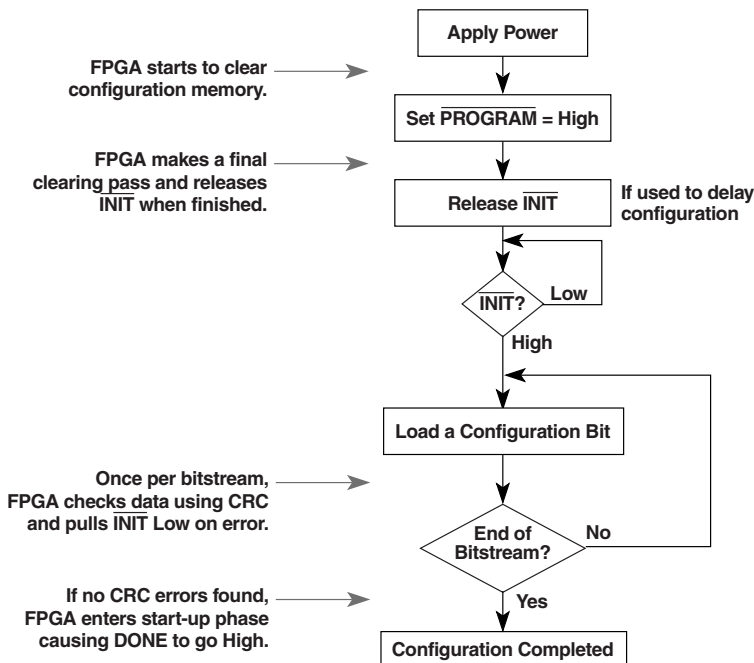 Apply Power
FPGA starts to clear
configuration memory.
Set PROGRAM = High
FPGA makes a final
clearing pass and releases
INIT when finished.
Release INIT
If used to delay
configuration
INIT?
Low
High
Load a Configuration Bit
Once per bitstream,
FPGA checks data using CRC
and pulls INIT Low on error.
End of
Bitstream?
No
Yes
If no CRC errors found,
FPGA enters start-up phase
causing DONE to go High.
Configuration Completed